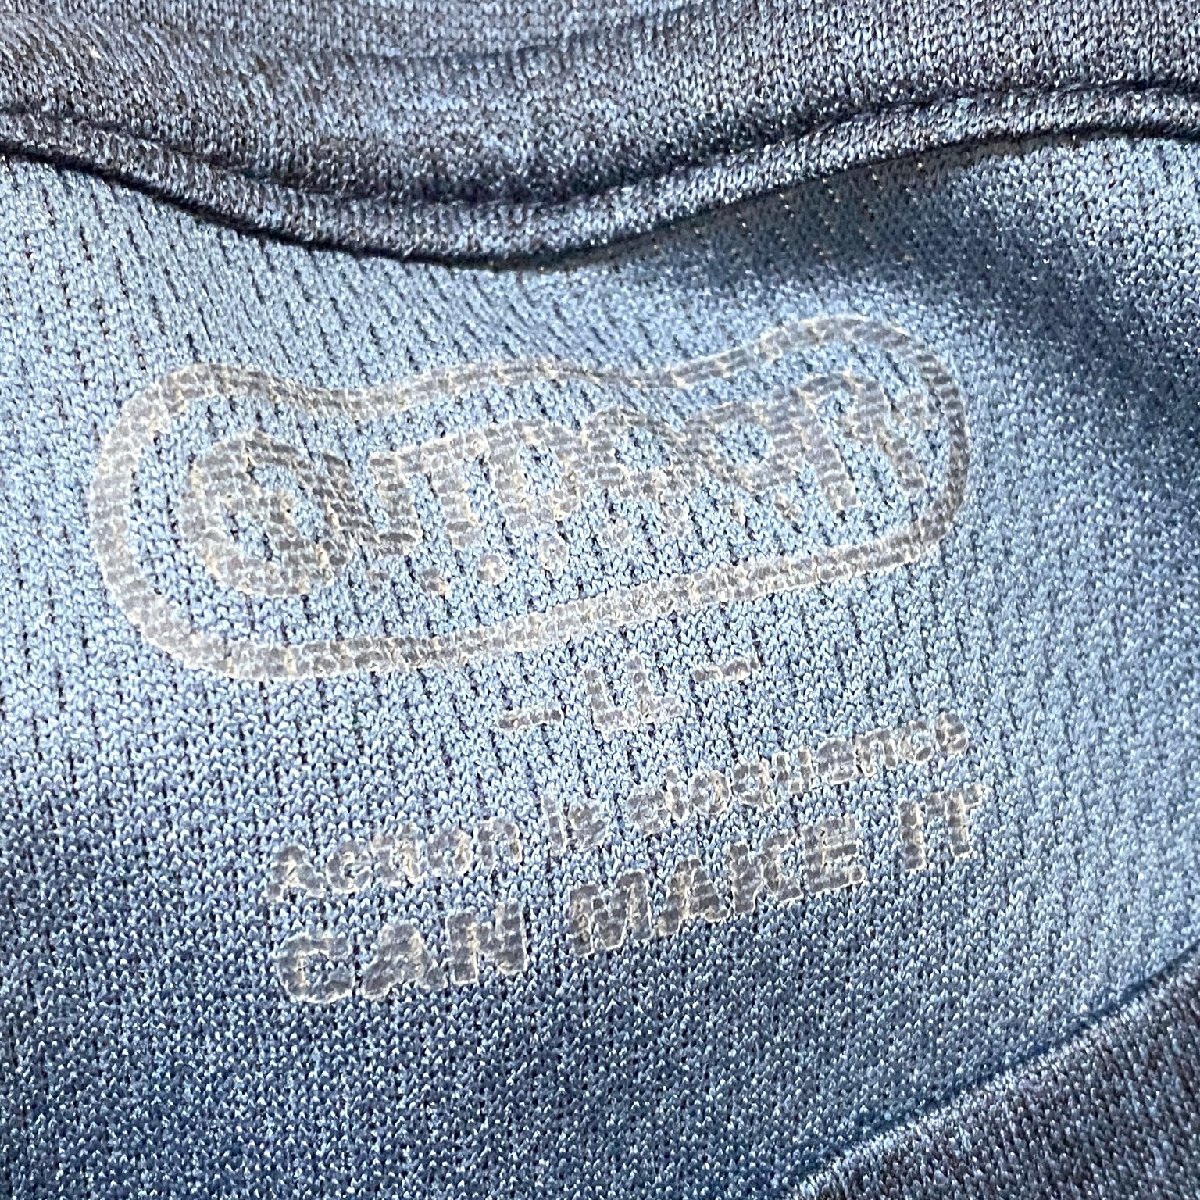 -LL-
Action is eloquence
CAN MAKE IT